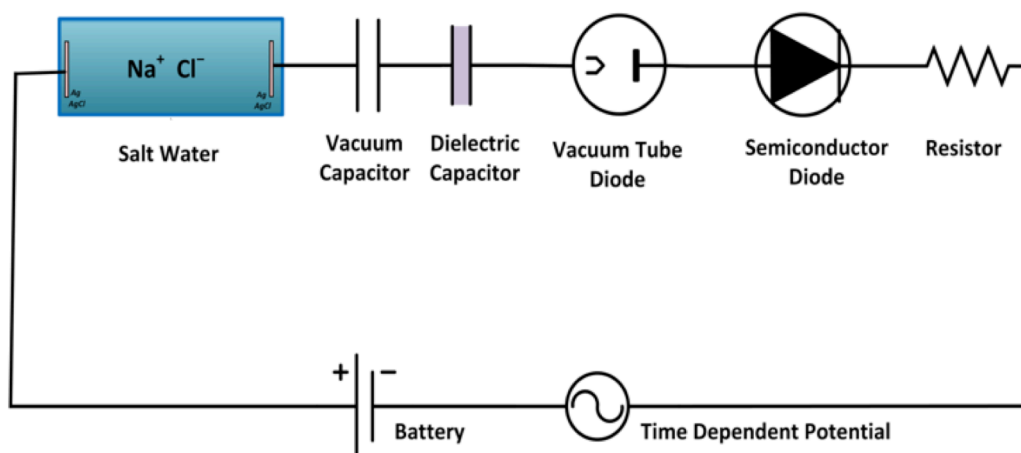 Na⁺ Cl⁻
Ag
AgCl
Ag
AgCl
Salt Water
Vacuum
Capacitor
Dielectric
Capacitor
Vacuum Tube
Diode
Semiconductor
Diode
Resistor
+ −
Battery
Time Dependent Potential